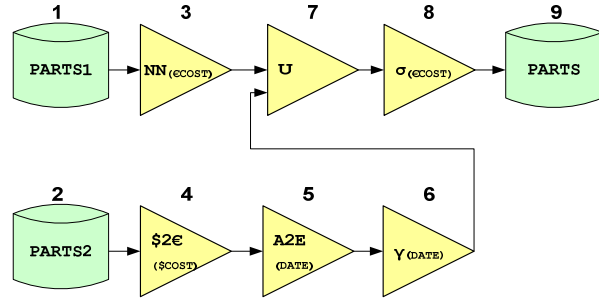 1 3 7 8 9
PARTS1 NN(€COST) U σ(€COST) PARTS
2 4 5 6
PARTS2 $2€ A2E γ(DATE)
($COST) (DATE)